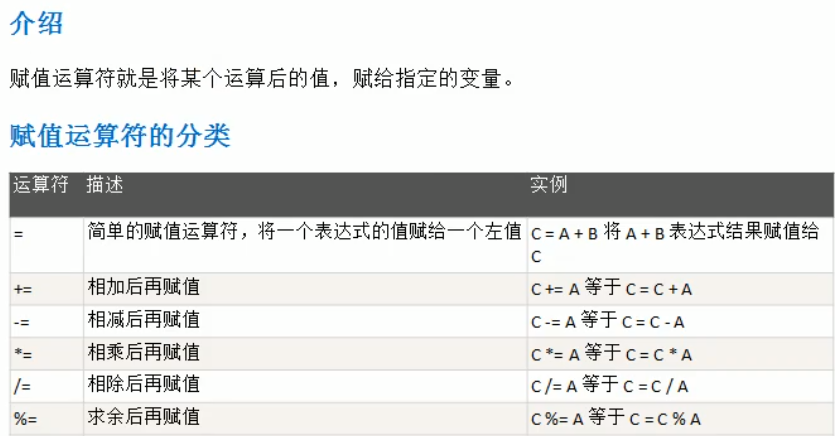 介绍
赋值运算符就是将某个运算后的值，赋给指定的变量。
赋值运算符的分类
运算符 描述 实例
= 简单的赋值运算符，将一个表达式的值赋给一个左值 C = A + B 将 A + B 表达式结果赋值给
C
+= 相加后再赋值 C += A 等于 C = C + A
-= 相减后再赋值 C -= A 等于 C = C - A
*= 相乘后再赋值 C *= A 等于 C = C * A
/= 相除后再赋值 C /= A 等于 C = C / A
%= 求余后再赋值 C %= A 等于 C = C % A